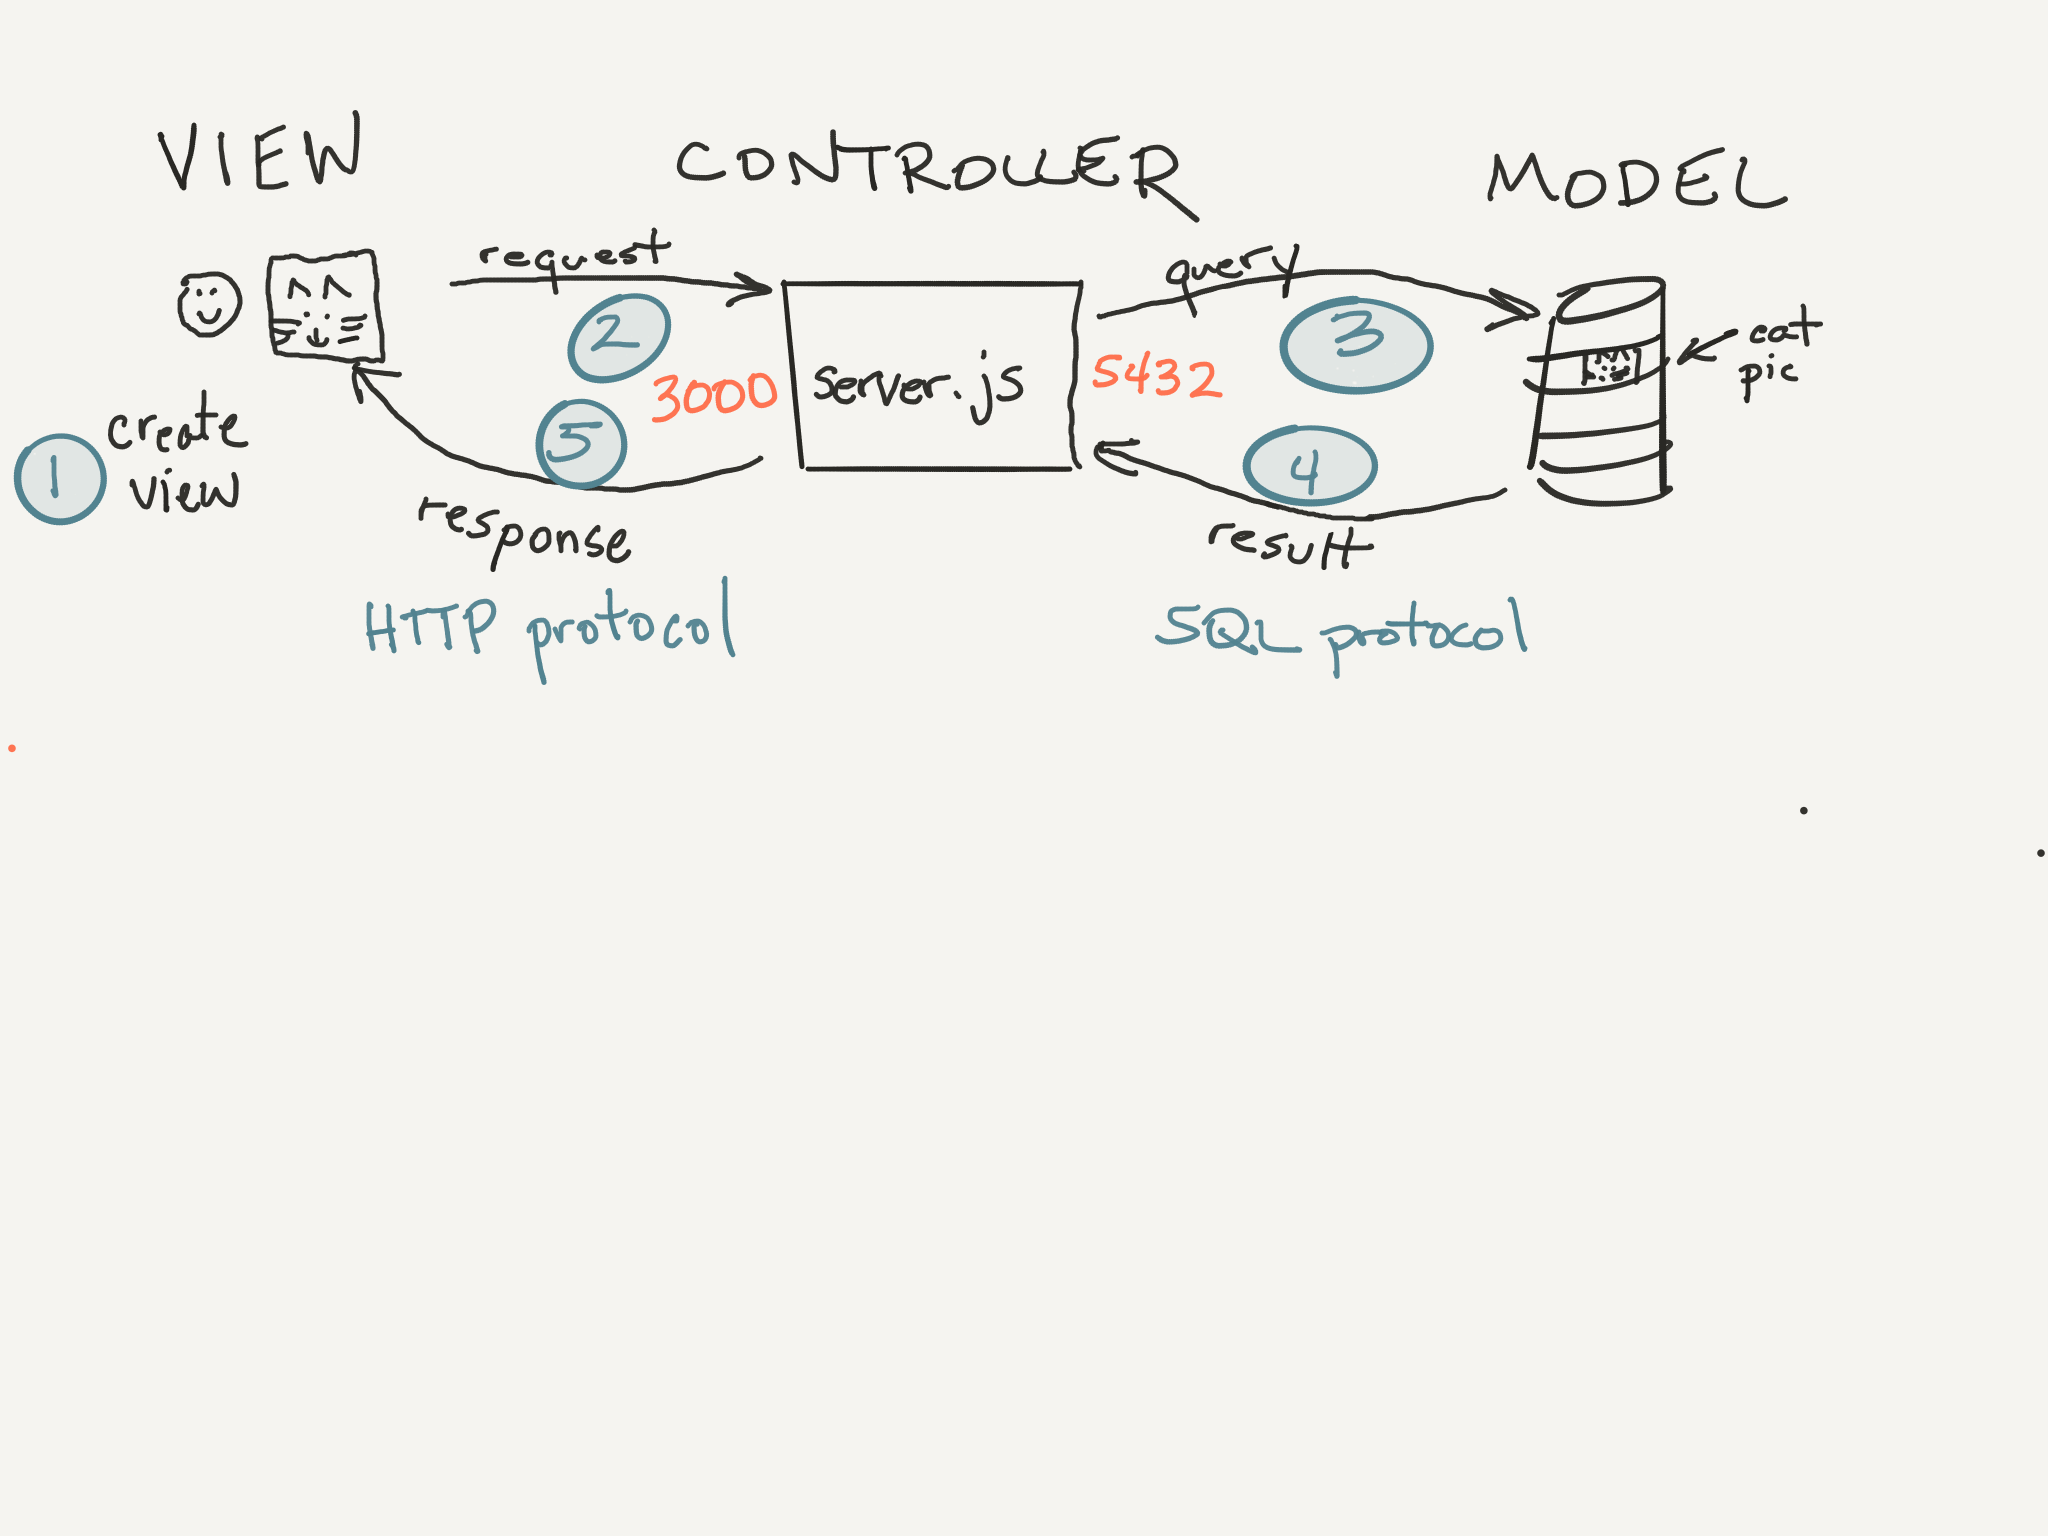 VIEW
CONTROLLER
MODEL
request
query
2
3
cat
pic
server.js
3000
5432
create
view
1
5
4
response
result
HTTP protocol
SQL protocol